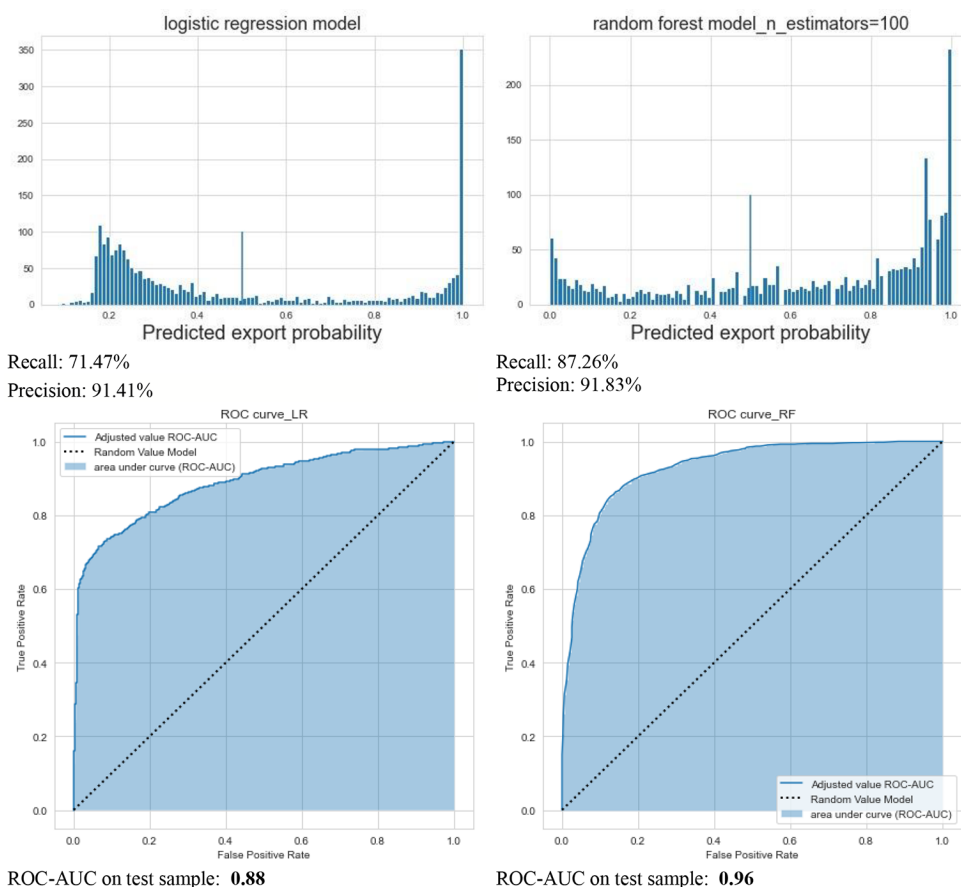 logistic regression model
350
300
250
200
150
100
50
0
0.2 0.4 0.6 0.8 1.0
Predicted export probability
Recall: 71.47%
Precision: 91.41%
random forest model_n_estimators=100
200
150
100
50
0
0.0 0.2 0.4 0.6 0.8 1.0
Predicted export probability
Recall: 87.26%
Precision: 91.83%
ROC curve_LR
Adjusted value ROC-AUC
Random Value Model
area under curve (ROC-AUC)
True Positive Rate
1.0
0.8
0.6
0.4
0.2
0.0
0.0 0.2 0.4 0.6 0.8 1.0
False Positive Rate
ROC-AUC on test sample: 0.88
ROC curve_RF
True Positive Rate
1.0
0.8
0.6
0.4
0.2
0.0
Adjusted value ROC-AUC
Random Value Model
area under curve (ROC-AUC)
0.0 0.2 0.4 0.6 0.8 1.0
False Positive Rate
ROC-AUC on test sample: 0.96